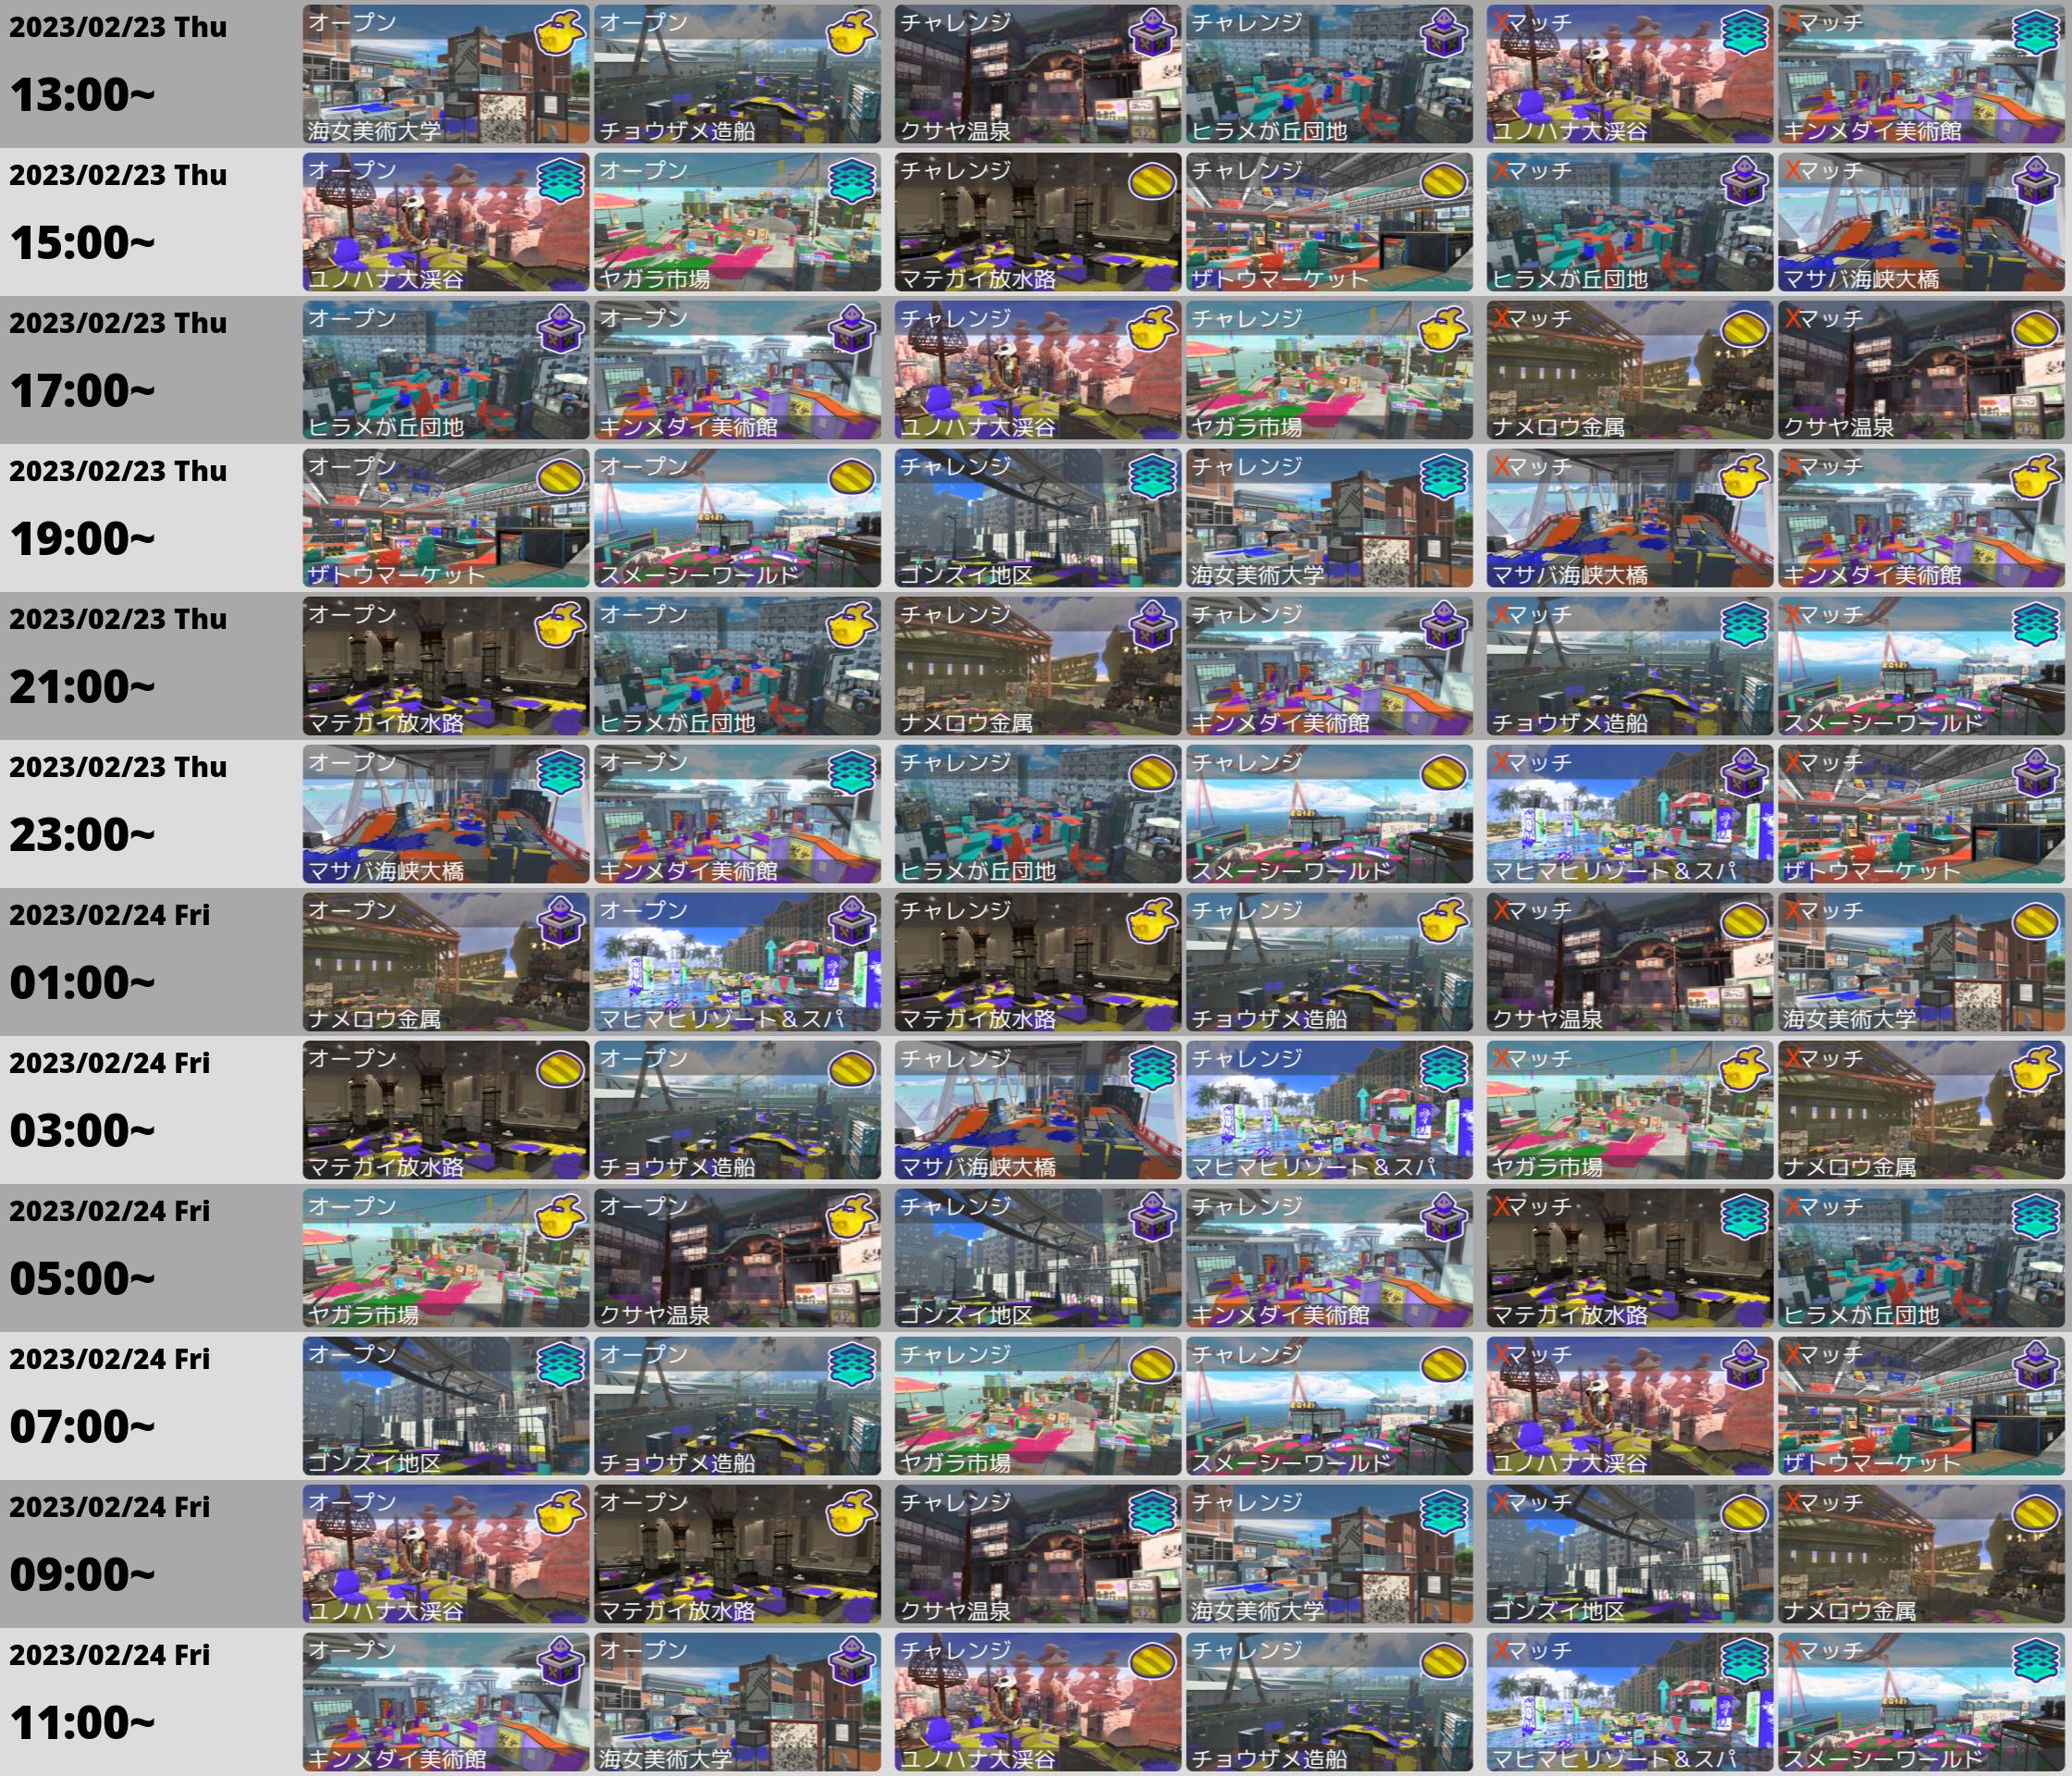 2023/02/23 Thu
13:00~
オープン オープン チャレンジ チャレンジ Xマッチ Xマッチ
海女美術大学 チョウザメ造船 クサヤ温泉 ヒラメが丘団地 ユノハナ大渓谷 キンメダイ美術館
2023/02/23 Thu
15:00~
オープン オープン チャレンジ チャレンジ Xマッチ Xマッチ
ユノハナ大渓谷 ヤガラ市場 マテガイ放水路 ザトウマーケット ヒラメが丘団地 マサバ海峡大橋
2023/02/23 Thu
17:00~
オープン オープン チャレンジ チャレンジ Xマッチ Xマッチ
ヒラメが丘団地 キンメダイ美術館 ユノハナ大渓谷 ヤガラ市場 ナメロウ金属 クサヤ温泉
2023/02/23 Thu
19:00~
オープン オープン チャレンジ チャレンジ Xマッチ Xマッチ
ザトウマーケット スメーシーワールド ゴンズイ地区 海女美術大学 マサバ海峡大橋 キンメダイ美術館
2023/02/23 Thu
21:00~
オープン オープン チャレンジ チャレンジ Xマッチ Xマッチ
マテガイ放水路 ヒラメが丘団地 ナメロウ金属 キンメダイ美術館 チョウザメ造船 スメーシーワールド
2023/02/23 Thu
23:00~
オープン オープン チャレンジ チャレンジ Xマッチ Xマッチ
マサバ海峡大橋 キンメダイ美術館 ヒラメが丘団地 スメーシーワールド マヒマヒリゾート＆スパ ザトウマーケット
2023/02/24 Fri
01:00~
オープン オープン チャレンジ チャレンジ Xマッチ Xマッチ
ナメロウ金属 マヒマヒリゾート＆スパ マテガイ放水路 チョウザメ造船 クサヤ温泉 海女美術大学
2023/02/24 Fri
03:00~
オープン オープン チャレンジ チャレンジ Xマッチ Xマッチ
マテガイ放水路 チョウザメ造船 マサバ海峡大橋 マヒマヒリゾート＆スパ ヤガラ市場 ナメロウ金属
2023/02/24 Fri
05:00~
オープン オープン チャレンジ チャレンジ Xマッチ Xマッチ
ヤガラ市場 クサヤ温泉 ゴンズイ地区 キンメダイ美術館 マテガイ放水路 ヒラメが丘団地
2023/02/24 Fri
07:00~
オープン オープン チャレンジ チャレンジ Xマッチ Xマッチ
ゴンズイ地区 チョウザメ造船 ヤガラ市場 スメーシーワールド ユノハナ大渓谷 ザトウマーケット
2023/02/24 Fri
09:00~
オープン オープン チャレンジ チャレンジ Xマッチ Xマッチ
ユノハナ大渓谷 マテガイ放水路 クサヤ温泉 海女美術大学 ゴンズイ地区 ナメロウ金属
2023/02/24 Fri
11:00~
オープン オープン チャレンジ チャレンジ Xマッチ Xマッチ
キンメダイ美術館 海女美術大学 ユノハナ大渓谷 チョウザメ造船 マヒマヒリゾート＆スパ スメーシーワールド